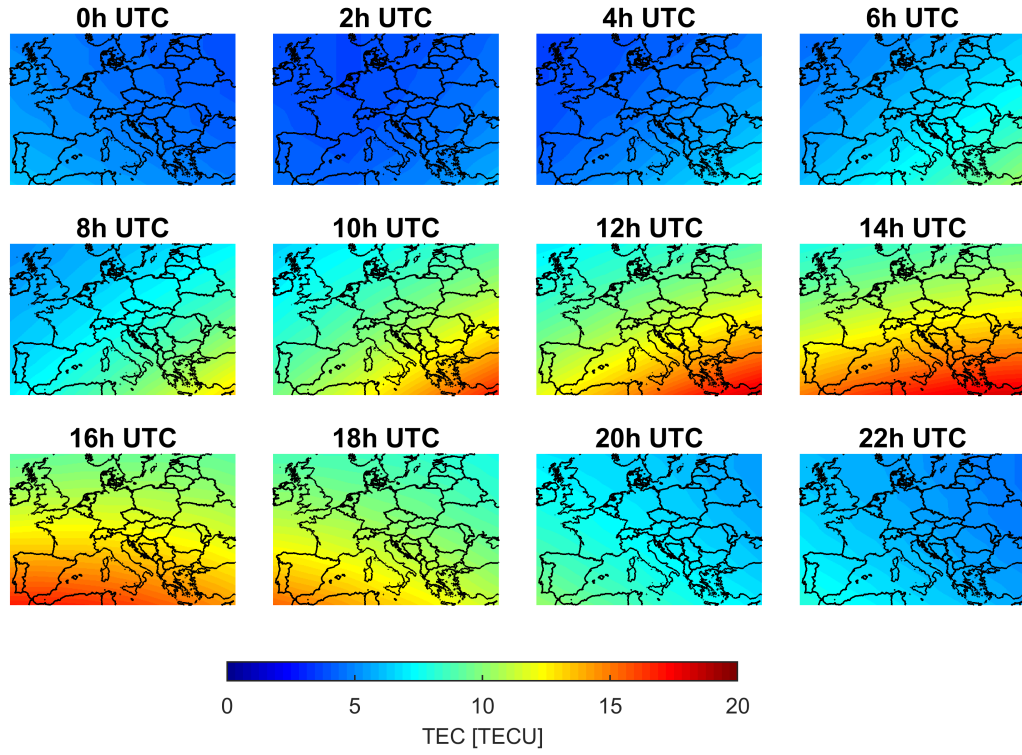 0h UTC 2h UTC 4h UTC 6h UTC
8h UTC 10h UTC 12h UTC 14h UTC
16h UTC 18h UTC 20h UTC 22h UTC
0 5 10 15 20
TEC [TECU]